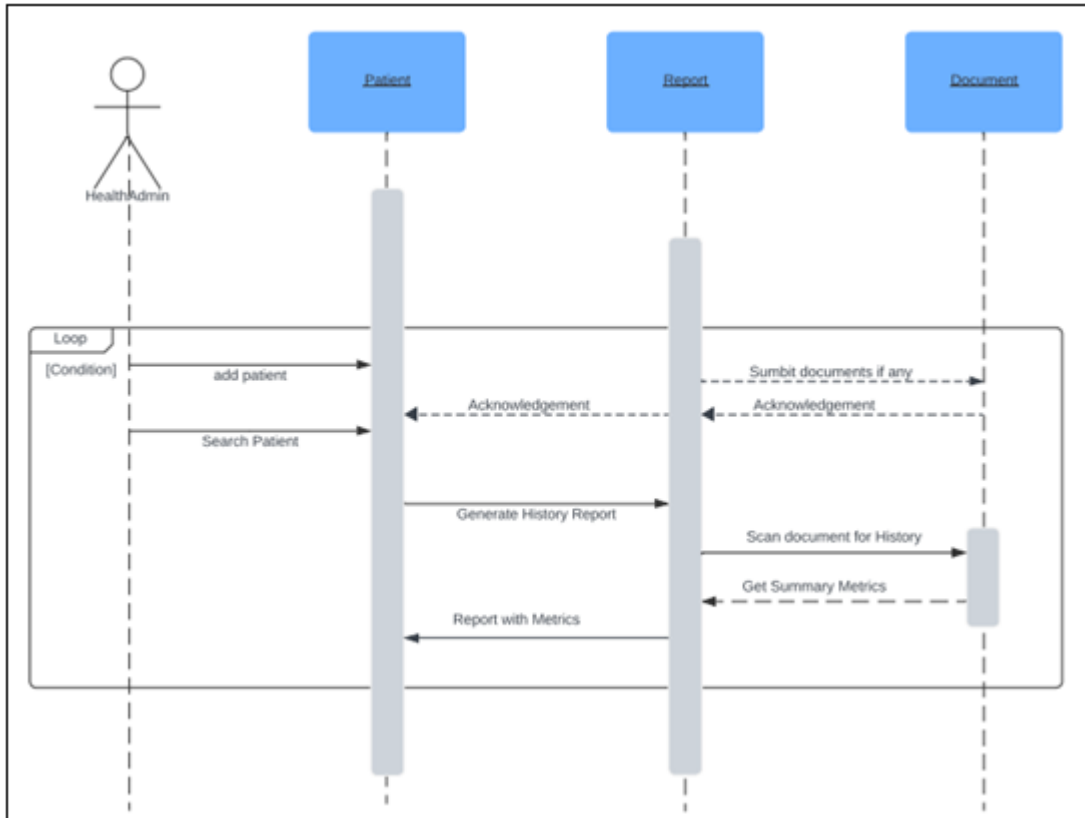 Patient
Report
Document
HealthAdmin
Loop
[Condition]
add patient
Sumbit documents if any
Acknowledgement
Acknowledgement
Search Patient
Generate History Report
Scan document for History
Get Summary Metrics
Report with Metrics